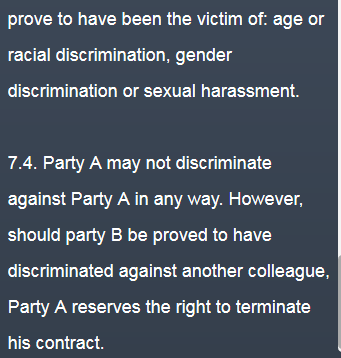 prove to have been the victim of: age or
racial discrimination, gender
discrimination or sexual harassment.
7.4. Party A may not discriminate
against Party A in any way. However,
should party B be proved to have
discriminated against another colleague,
Party A reserves the right to terminate
his contract.